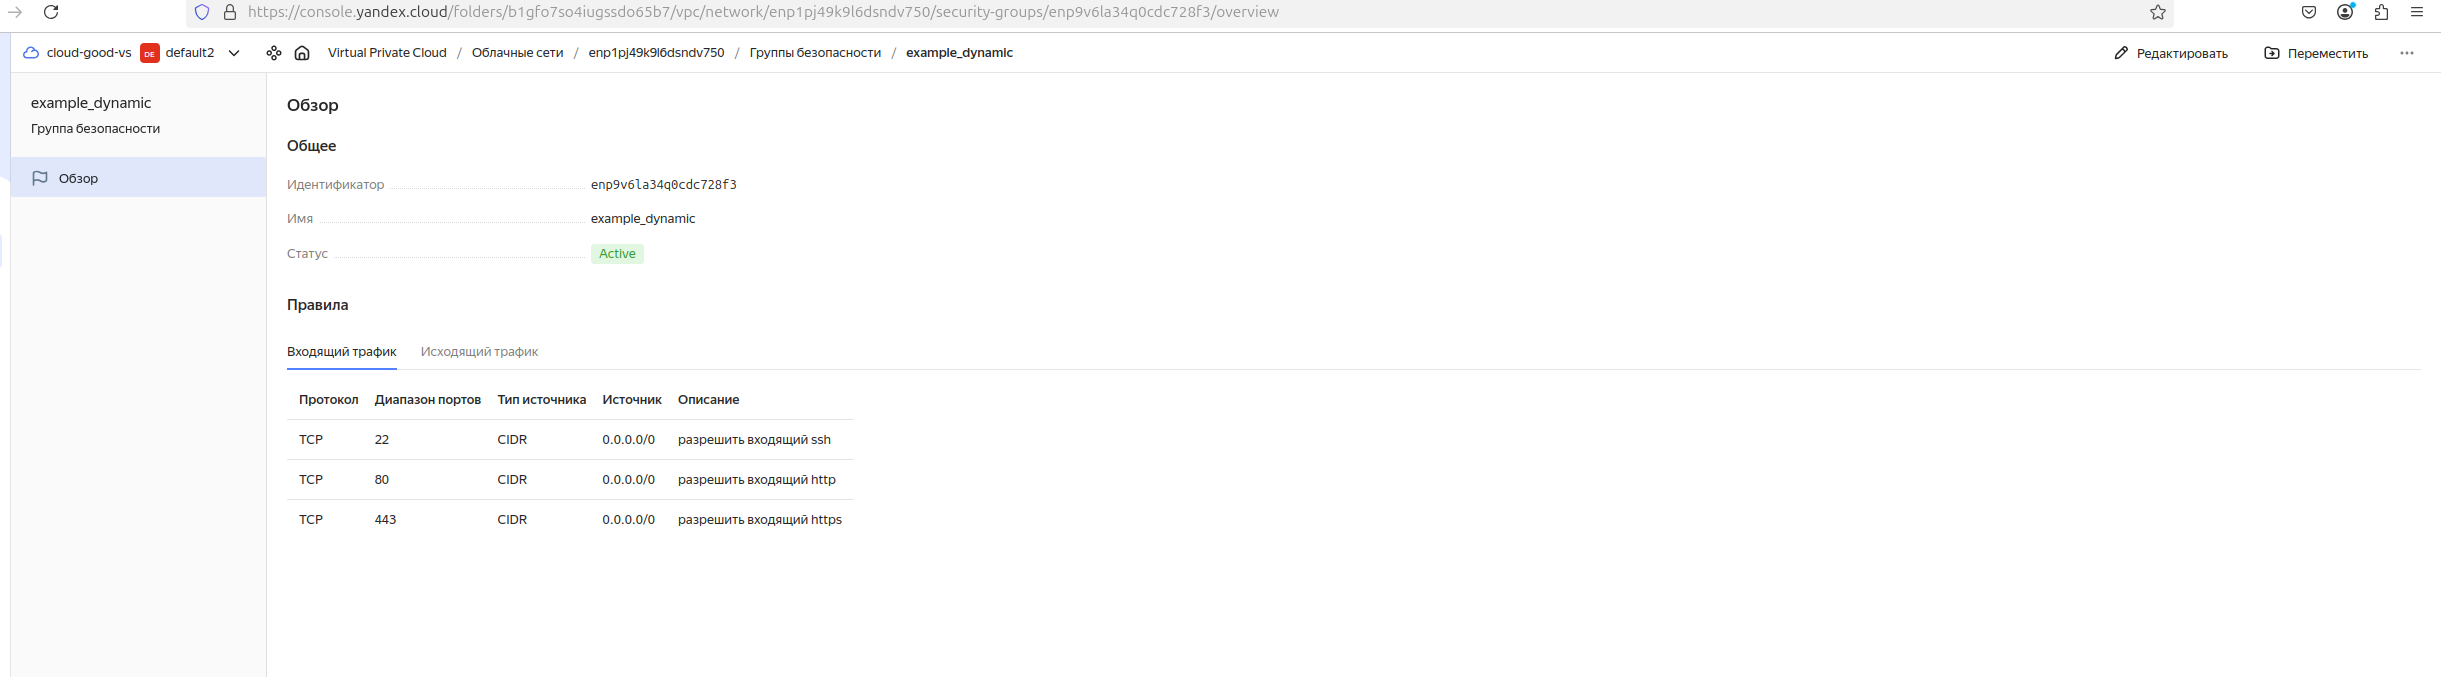 https://console.yandex.cloud/folders/b1gfo7so4iugssdo65b7/vpc/network/enp1pj49k9l6dsndv750/security-groups/enp9v6la34q0cdc728f3/overview
cloud-good-vs DE default2 Virtual Private Cloud / Облачные сети / enp1pj49k9l6dsndv750 / Группы безопасности / example_dynamic Редактировать Переместить
example_dynamic
Группа безопасности
Обзор
Обзор
Общее
Идентификатор enp9v6la34q0cdc728f3
Имя example_dynamic
Статус Active
Правила
Входящий трафик Исходящий трафик
Протокол Диапазон портов Тип источника Источник Описание
TCP 22 CIDR 0.0.0.0/0 разрешить входящий ssh
TCP 80 CIDR 0.0.0.0/0 разрешить входящий http
TCP 443 CIDR 0.0.0.0/0 разрешить входящий https